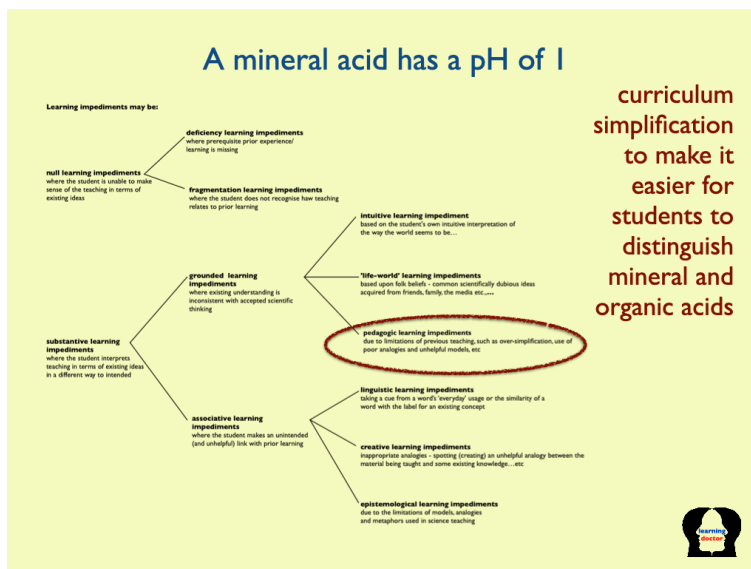 A mineral acid has a pH of 1
curriculum
simplification
to make it
easier for
students to
distinguish
mineral and
organic acids
Learning impediments may be:
null learning impediments
where the student is unable to make
sense of the teaching in terms of
existing ideas
deficiency learning impediments
where prerequisite prior experience/
learning is missing
fragmentation learning impediments
where the student does not recognise how teaching
relates to prior learning
substantive learning
impediments
where the student interprets
teaching in terms of existing ideas
in a different way to intended
grounded learning
impediments
where existing understanding is
inconsistent with accepted scientific
thinking
intuitive learning impediment
based on the student's own intuitive interpretation of
the way the world seems to be…
'life-world' learning impediments
based upon folk beliefs - common scientifically dubious ideas
acquired from friends, family, the media etc.,...
pedagogic learning impediments
due to limitations of previous teaching, such as over-simplification, use of
poor analogies and unhelpful models, etc
associative learning
impediments
where the student makes an unintended
(and unhelpful) link with prior learning
linguistic learning impediments
taking a cue from a word's 'everyday' usage or the similarity of a
word with the label for an existing concept
creative learning impediments
inappropriate analogies - spotting (creating) an unhelpful analogy between the
material being taught and some existing knowledge…etc
epistemological learning impediments
due to the limitations of models, analogies
and metaphors used in science teaching
learning
doctor